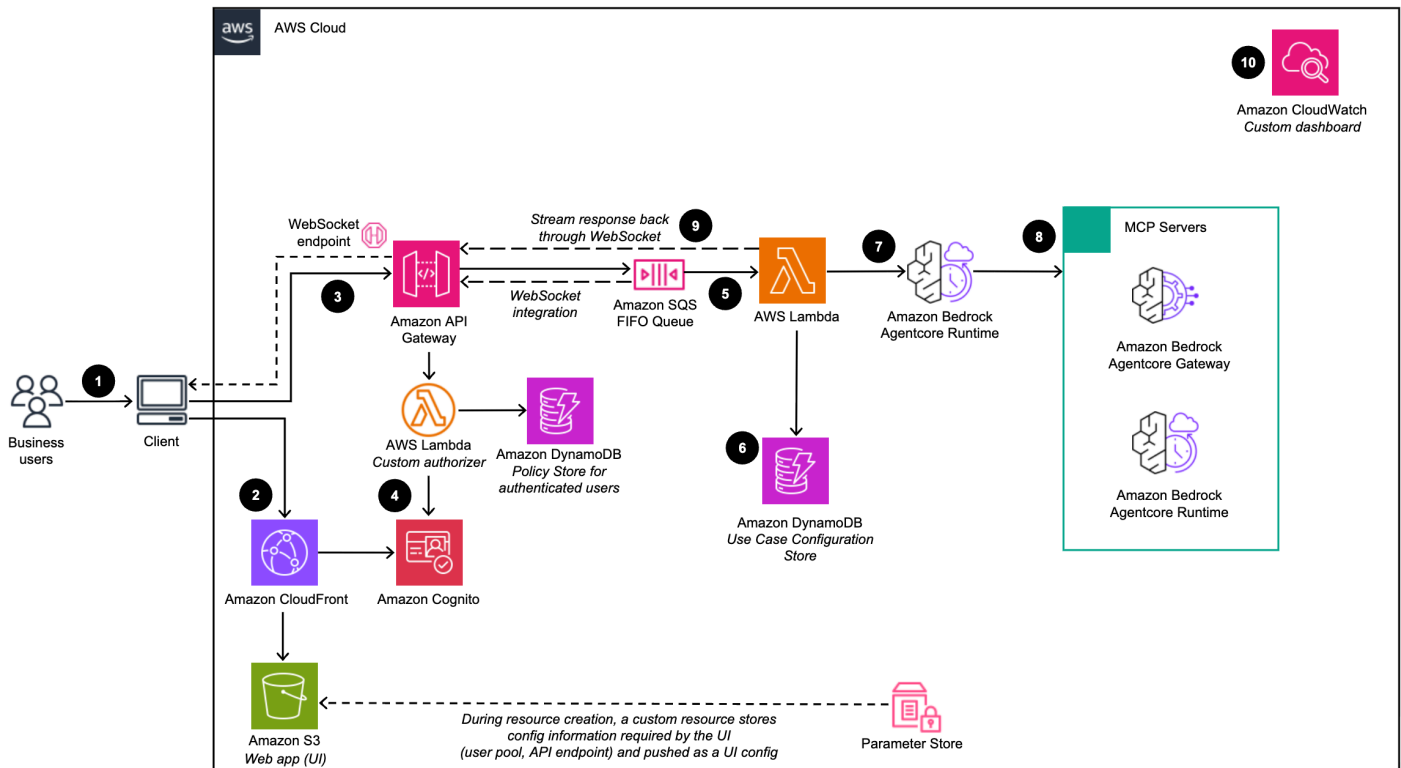 aws
AWS Cloud
10
Amazon CloudWatch
Custom dashboard
WebSocket
endpoint
Stream response back
through WebSocket
9
7
8
MCP Servers
3
WebSocket
integration
5
Amazon API
Gateway
Amazon SQS
FIFO Queue
AWS Lambda
Amazon Bedrock
Agentcore Runtime
Amazon Bedrock
Agentcore Gateway
1
Business
users
Client
AWS Lambda
Custom authorizer
Amazon DynamoDB
Policy Store for
authenticated users
6
Amazon DynamoDB
Use Case Configuration
Store
Amazon Bedrock
Agentcore Runtime
2
4
Amazon CloudFront
Amazon Cognito
Amazon S3
Web app (UI)
During resource creation, a custom resource stores
config information required by the UI
(user pool, API endpoint) and pushed as a UI config
Parameter Store